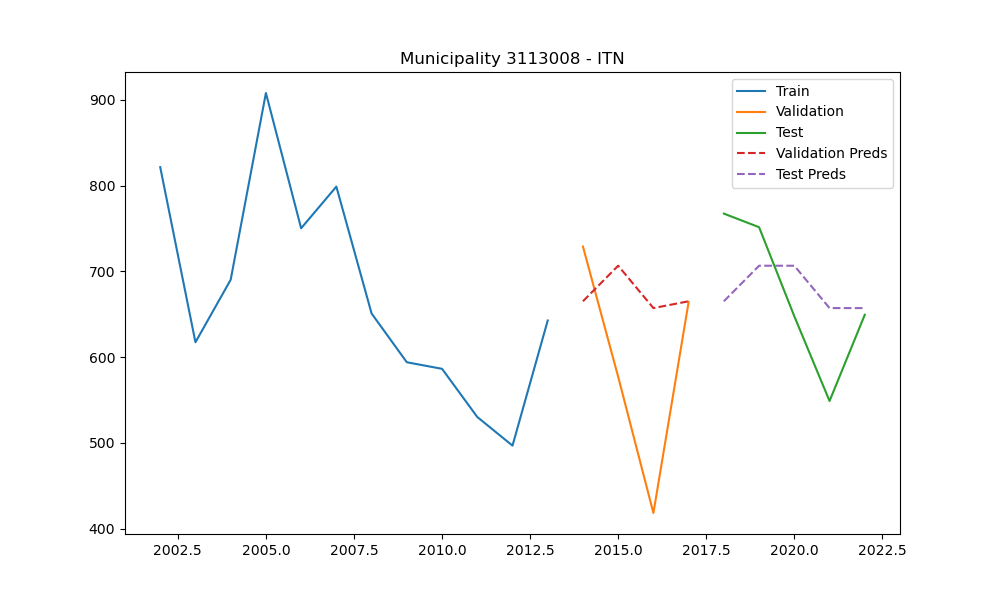 Municipality 3113008 - ITN
Train
Validation
Test
Validation Preds
Test Preds
900
800
700
600
500
400
2002.5 2005.0 2007.5 2010.0 2012.5 2015.0 2017.5 2020.0 2022.5